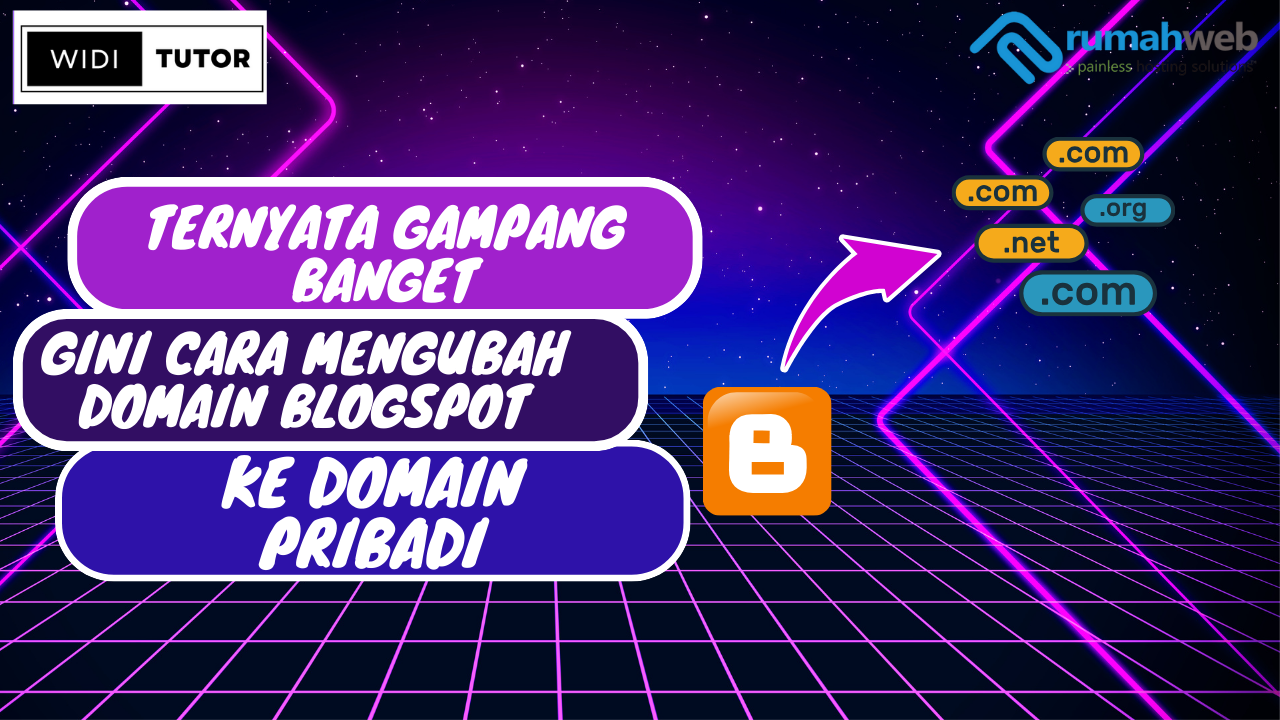 WIDI TUTOR
rumahweb
painless hosting solutions
.com
.com
.org
.net
.com
TERNYATA GAMPANG
BANGET
GINI CARA MENGUBAH
DOMAIN BLOGSPOT
KE DOMAIN
PRIBADI
B